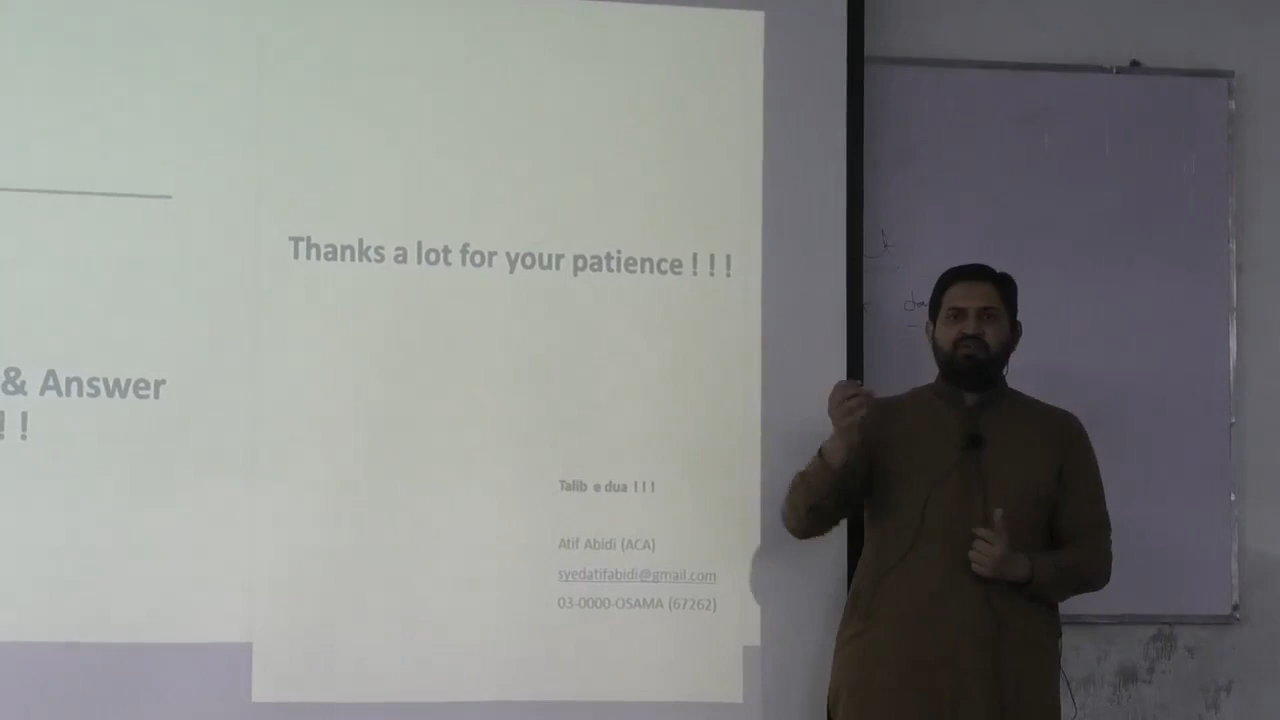 & Answer
! !
Thanks a lot for your patience ! ! !
Talib e dua ! ! !
Atif Abidi (ACA)
syedatifabidi@gmail.com
03-0000-OSAMA (67262)